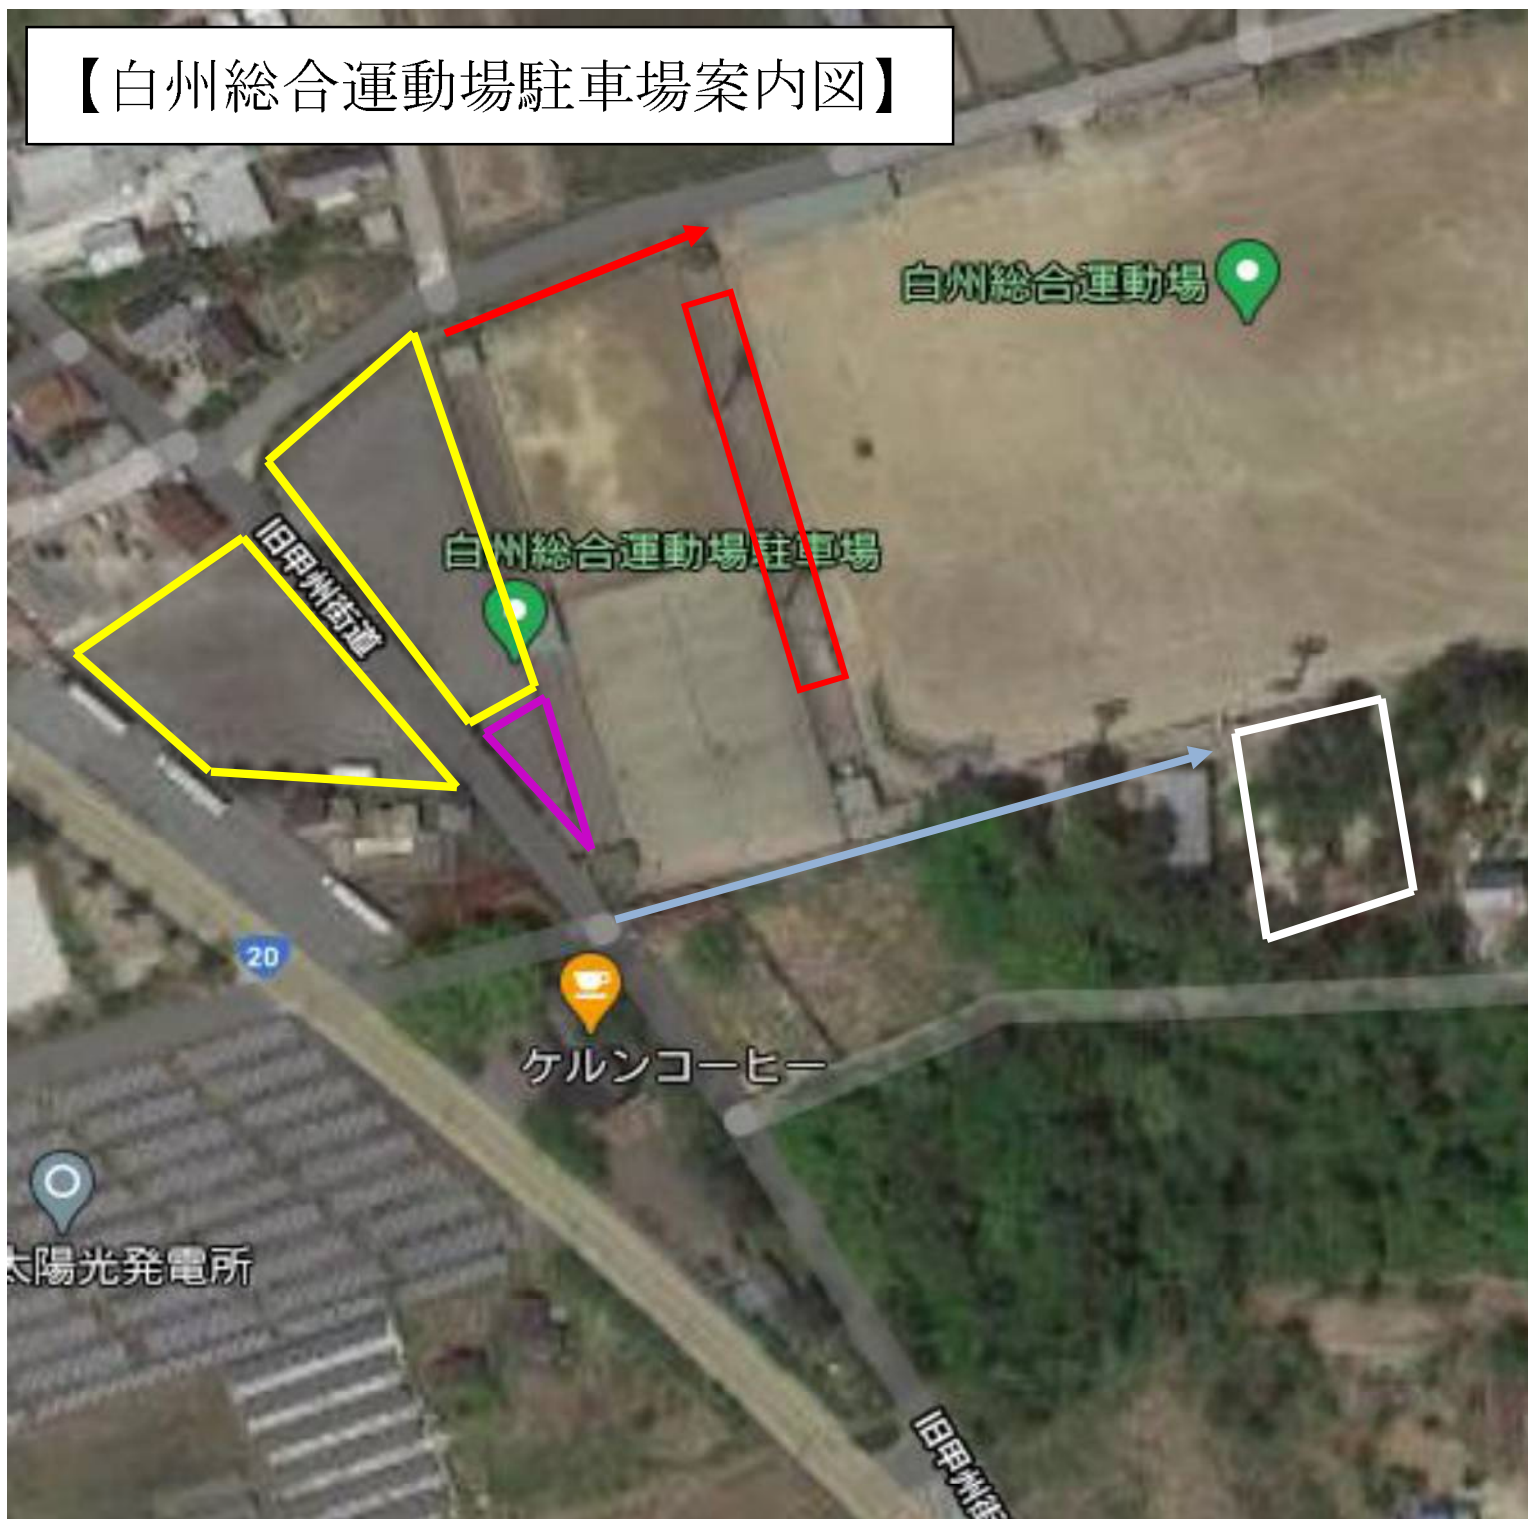 【白州総合運動場駐車場案内図】
白州総合運動場
旧甲州街道
白州総合運動場駐車場
20
ケルンコーヒー
太陽光発電所
旧甲州街